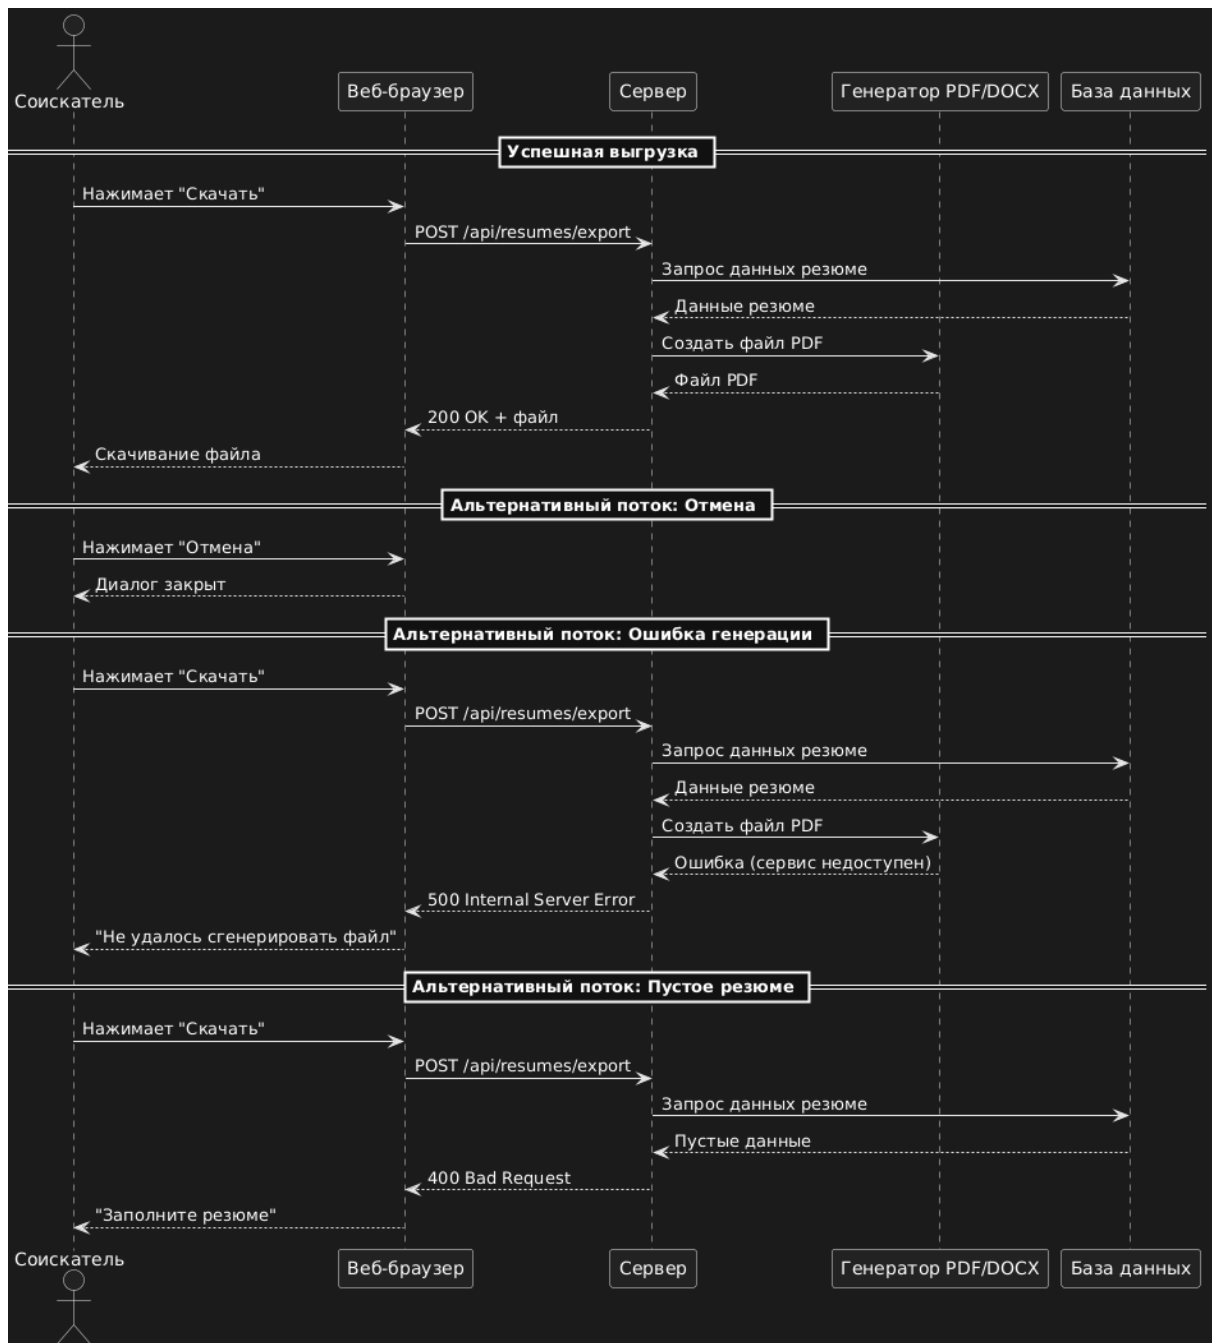 Соискатель
Веб-браузер
Сервер
Генератор PDF/DOCX
База данных
Успешная выгрузка
Нажимает "Скачать"
POST /api/resumes/export
Запрос данных резюме
Данные резюме
Создать файл PDF
Файл PDF
200 OK + файл
Скачивание файла
Альтернативный поток: Отмена
Нажимает "Отмена"
Диалог закрыт
Альтернативный поток: Ошибка генерации
Нажимает "Скачать"
POST /api/resumes/export
Запрос данных резюме
Данные резюме
Создать файл PDF
Ошибка (сервис недоступен)
500 Internal Server Error
"Не удалось сгенерировать файл"
Альтернативный поток: Пустое резюме
Нажимает "Скачать"
POST /api/resumes/export
Запрос данных резюме
Пустые данные
400 Bad Request
"Заполните резюме"
Соискатель
Веб-браузер
Сервер
Генератор PDF/DOCX
База данных